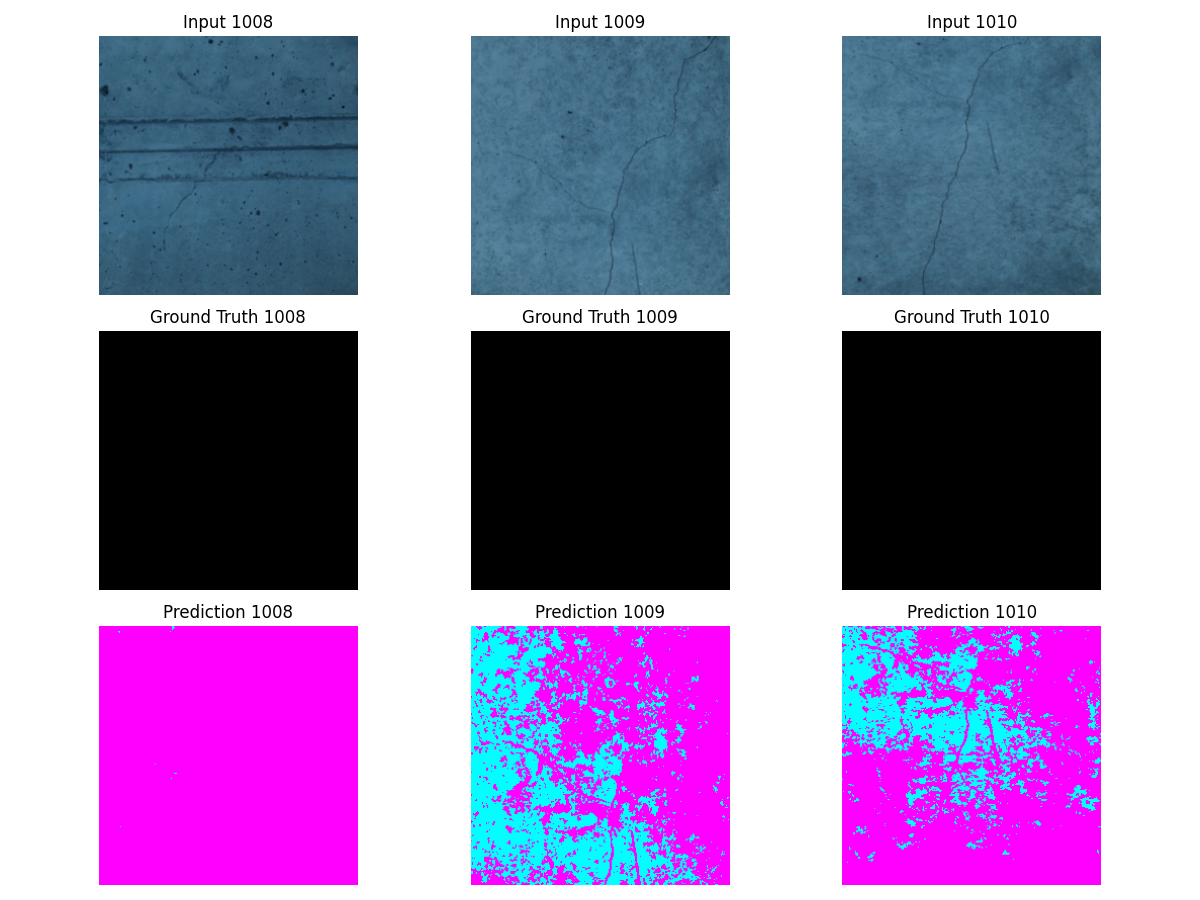 Input 1008
Input 1009
Input 1010
Ground Truth 1008
Ground Truth 1009
Ground Truth 1010
Prediction 1008
Prediction 1009
Prediction 1010